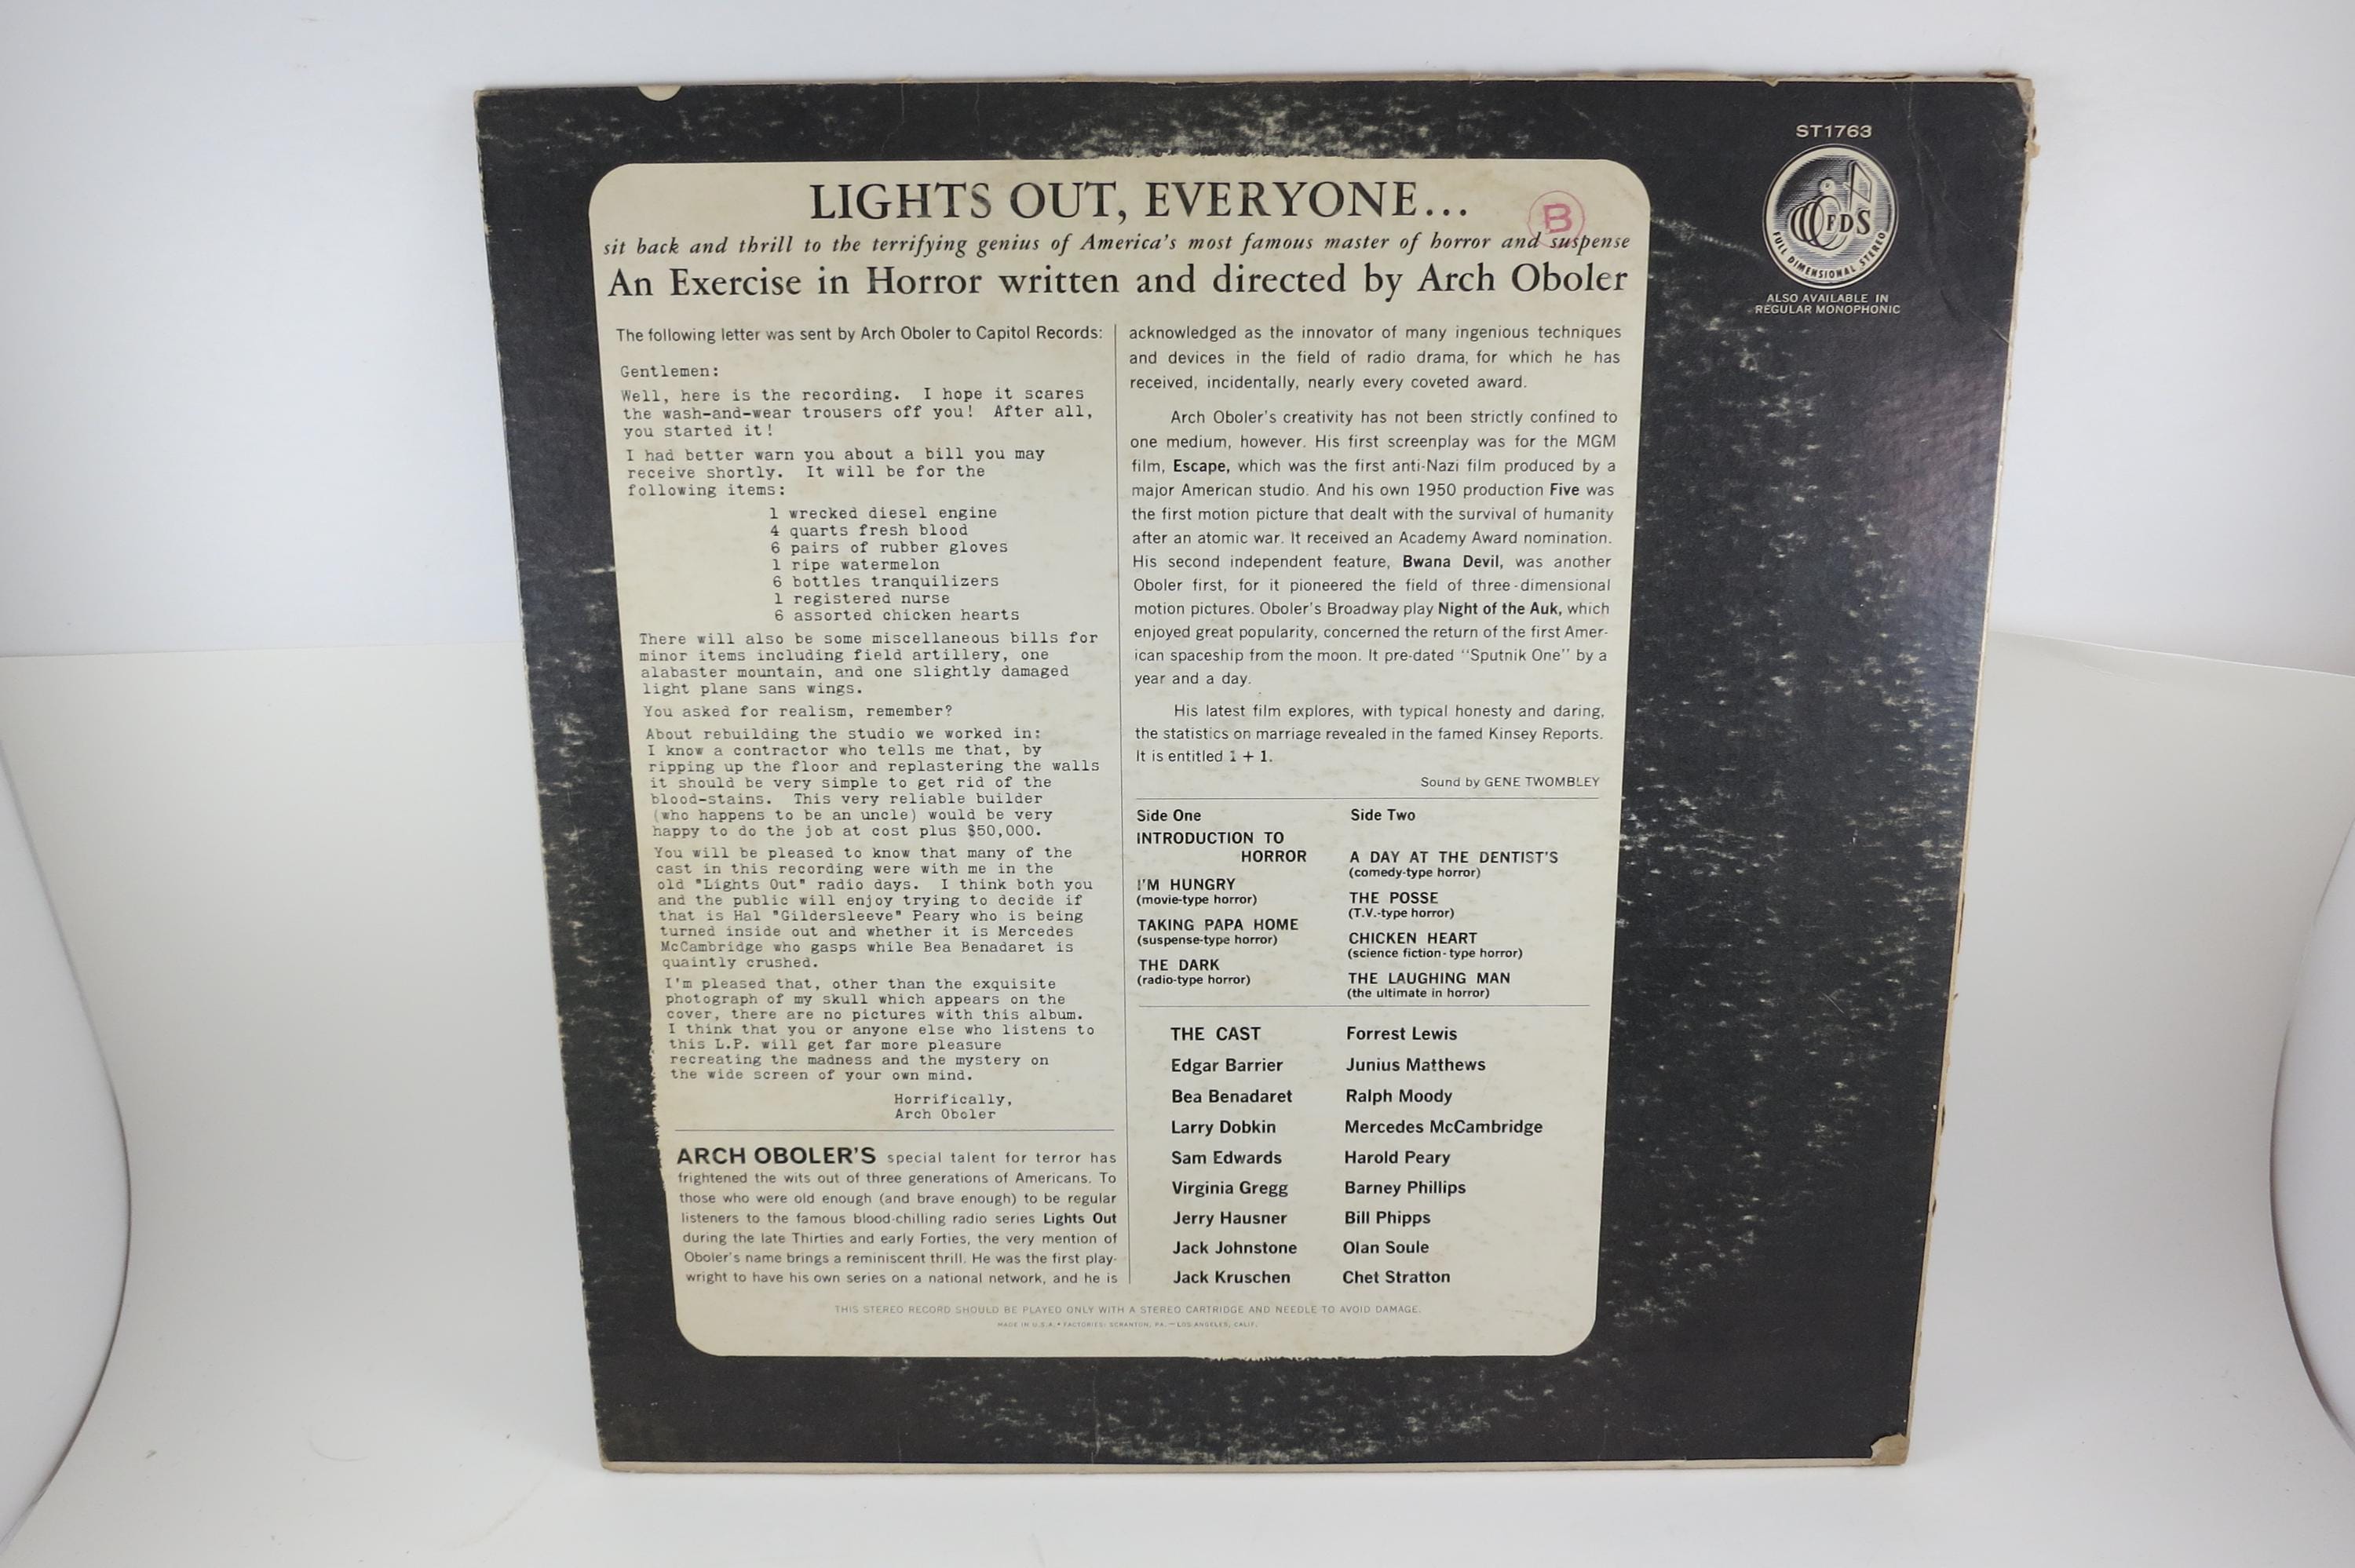 ST1763
FDS
FULL DIMENSIONAL STEREO
ALSO AVAILABLE IN
REGULAR MONOPHONIC
LIGHTS OUT, EVERYONE...
B
sit back and thrill to the terrifying genius of America's most famous master of horror and suspense
An Exercise in Horror written and directed by Arch Oboler
The following letter was sent by Arch Oboler to Capitol Records:
Gentlemen:
Well, here is the recording. I hope it scares
the wash-and-wear trousers off you! After all,
you started it!
I had better warn you about a bill you may
receive shortly. It will be for the
following items:
1 wrecked diesel engine
4 quarts fresh blood
6 pairs of rubber gloves
1 ripe watermelon
6 bottles tranquilizers
1 registered nurse
6 assorted chicken hearts
There will also be some miscellaneous bills for
minor items including field artillery, one
alabaster mountain, and one slightly damaged
light plane sans wings.
You asked for realism, remember?
About rebuilding the studio we worked in:
I know a contractor who tells me that, by
ripping up the floor and replastering the walls
it should be very simple to get rid of the
blood-stains. This very reliable builder
(who happens to be an uncle) would be very
happy to do the job at cost plus $50,000.
You will be pleased to know that many of the
cast in this recording were with me in the
old "Lights Out" radio days. I think both you
and the public will enjoy trying to decide if
that is Hal "Gildersleeve" Peary who is being
turned inside out and whether it is Mercedes
McCambridge who gasps while Bea Benadaret is
quaintly crushed.
I'm pleased that, other than the exquisite
photograph of my skull which appears on the
cover, there are no pictures with this album.
I think that you or anyone else who listens to
this L.P. will get far more pleasure
recreating the madness and the mystery on
the wide screen of your own mind.
Horrifically,
Arch Oboler
ARCH OBOLER'S special talent for terror has
frightened the wits out of three generations of Americans. To
those who were old enough (and brave enough) to be regular
listeners to the famous blood-chilling radio series Lights Out
during the late Thirties and early Forties, the very mention of
Oboler's name brings a reminiscent thrill. He was the first play-
wright to have his own series on a national network, and he is
acknowledged as the innovator of many ingenious techniques
and devices in the field of radio drama, for which he has
received, incidentally, nearly every coveted award.
Arch Oboler's creativity has not been strictly confined to
one medium, however. His first screenplay was for the MGM
film, Escape, which was the first anti-Nazi film produced by a
major American studio. And his own 1950 production Five was
the first motion picture that dealt with the survival of humanity
after an atomic war. It received an Academy Award nomination.
His second independent feature, Bwana Devil, was another
Oboler first, for it pioneered the field of three-dimensional
motion pictures. Oboler's Broadway play Night of the Auk, which
enjoyed great popularity, concerned the return of the first Amer-
ican spaceship from the moon. It pre-dated "Sputnik One" by a
year and a day.
His latest film explores, with typical honesty and daring,
the statistics on marriage revealed in the famed Kinsey Reports.
It is entitled 1 + 1.
Sound by GENE TWOMBLEY
Side One
INTRODUCTION TO
HORROR
I'M HUNGRY
(movie-type horror)
TAKING PAPA HOME
(suspense-type horror)
THE DARK
(radio-type horror)
Side Two
A DAY AT THE DENTIST'S
(comedy-type horror)
THE POSSE
(T.V.-type horror)
CHICKEN HEART
(science fiction-type horror)
THE LAUGHING MAN
(the ultimate in horror)
THE CAST
Edgar Barrier
Bea Benadaret
Larry Dobkin
Sam Edwards
Virginia Gregg
Jerry Hausner
Jack Johnstone
Jack Kruschen
Forrest Lewis
Junius Matthews
Ralph Moody
Mercedes McCambridge
Harold Peary
Barney Phillips
Bill Phipps
Olan Soule
Chet Stratton
THIS STEREO RECORD SHOULD BE PLAYED ONLY WITH A STEREO CARTRIDGE AND NEEDLE TO AVOID DAMAGE.
MADE IN U.S.A. • FACTORIES: SCRANTON, PA. — LOS ANGELES, CALIF.